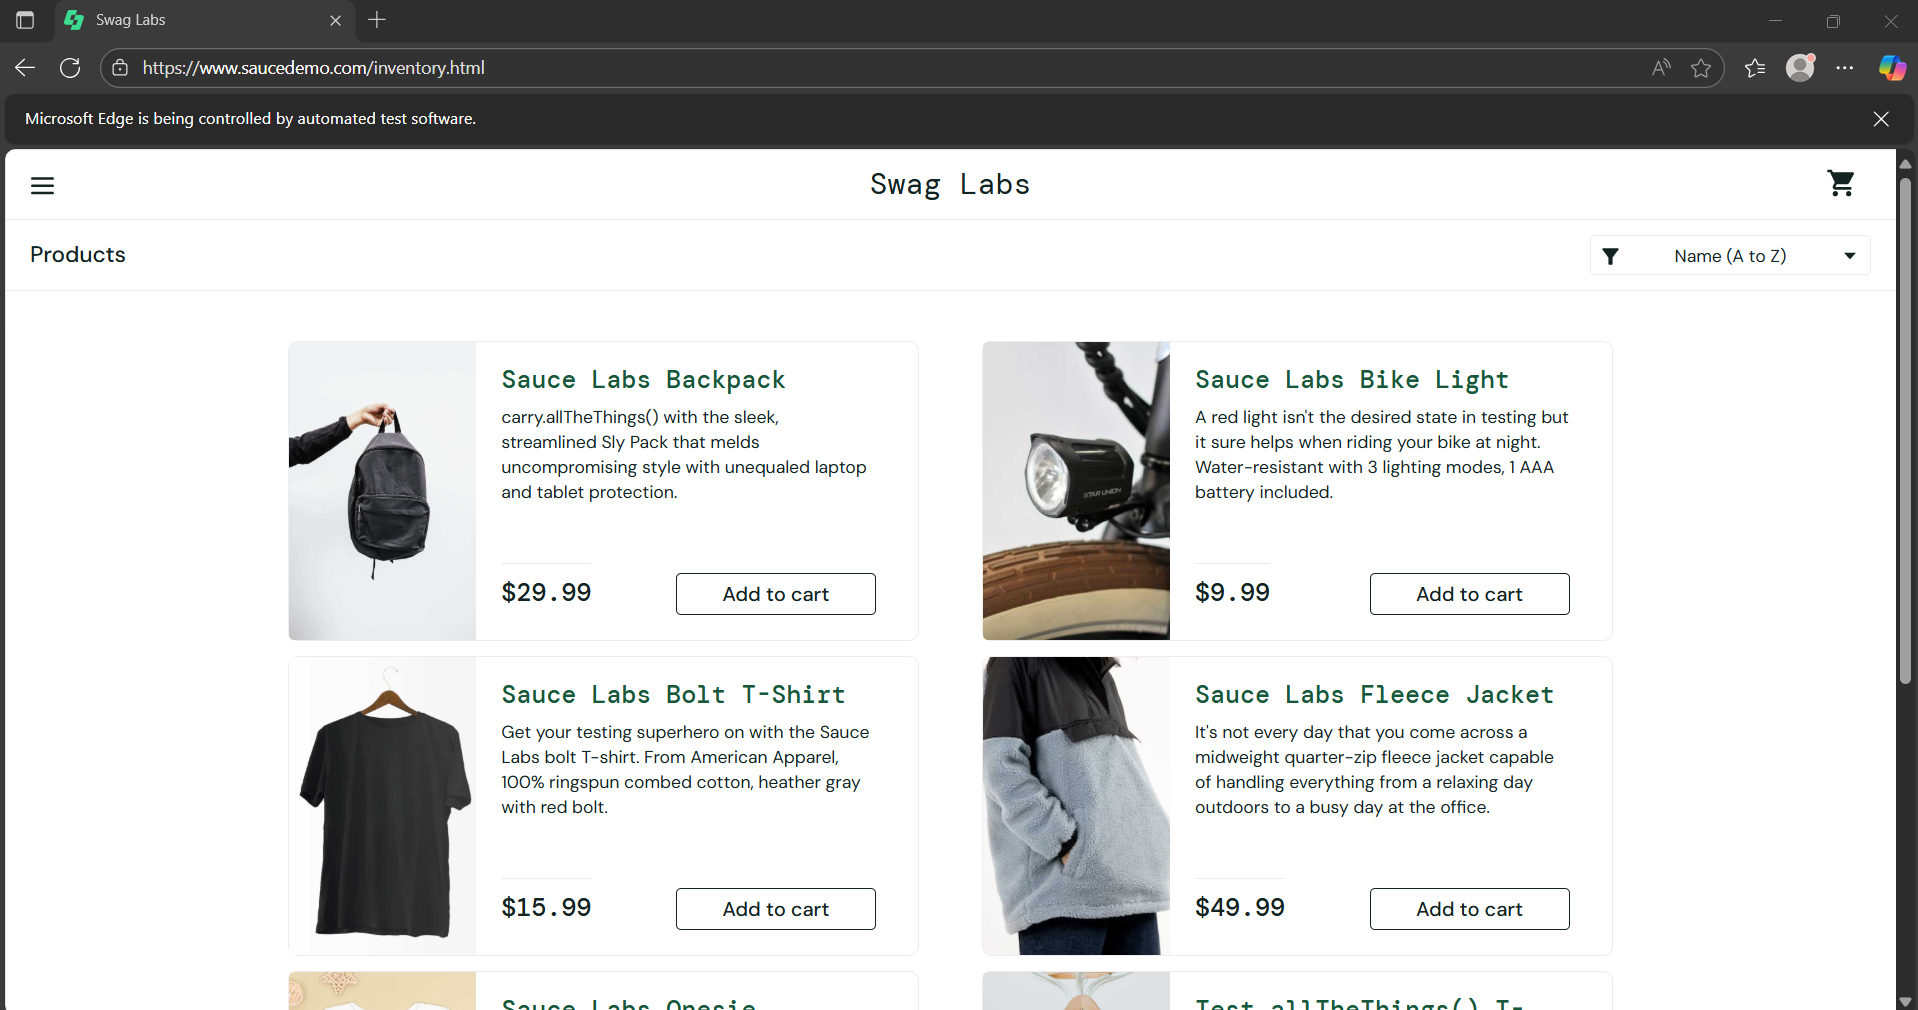 Swag Labs
https://www.saucedemo.com/inventory.html
Microsoft Edge is being controlled by automated test software.
Swag Labs
Products
Name (A to Z)
Sauce Labs Backpack
carry.allTheThings() with the sleek,
streamlined Sly Pack that melds
uncompromising style with unequaled laptop
and tablet protection.
$29.99
Add to cart
Sauce Labs Bike Light
A red light isn't the desired state in testing but
it sure helps when riding your bike at night.
Water-resistant with 3 lighting modes, 1 AAA
battery included.
STAR UNION
$9.99
Add to cart
Sauce Labs Bolt T-Shirt
Get your testing superhero on with the Sauce
Labs bolt T-shirt. From American Apparel,
100% ringspun combed cotton, heather gray
with red bolt.
$15.99
Add to cart
Sauce Labs Fleece Jacket
It's not every day that you come across a
midweight quarter-zip fleece jacket capable
of handling everything from a relaxing day
outdoors to a busy day at the office.
$49.99
Add to cart
Sauce Labs Onesie
Test.allTheThings() T-